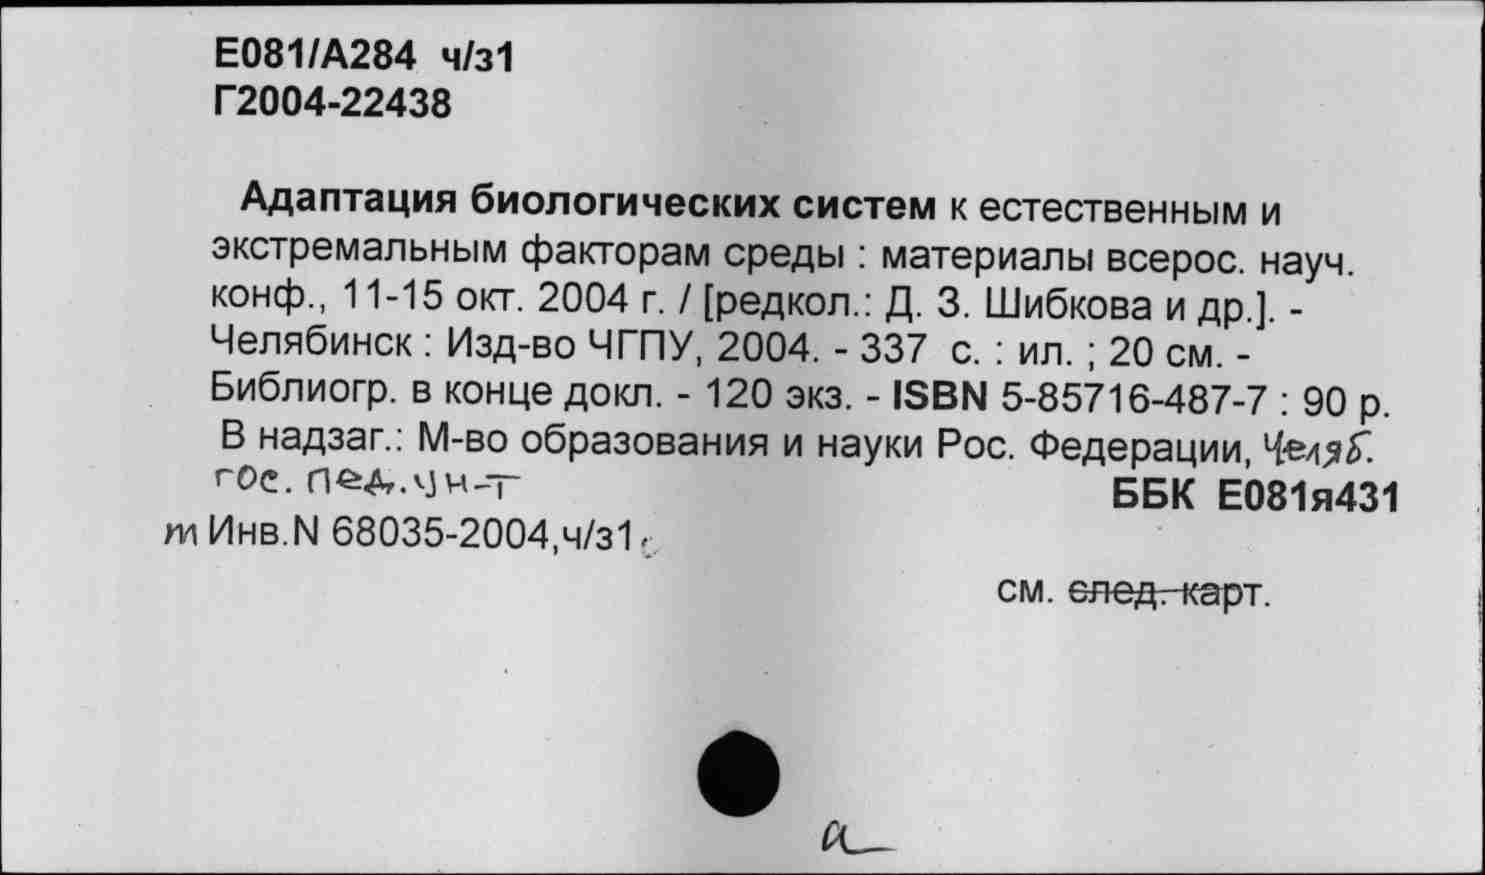 Е081/А284 ч/з1
Г2004-22438
Адаптация биологических систем к естественным и
экстремальным факторам среды : материалы всерос. науч.
конф., 11-15 окт. 2004 г. / [редкол.: Д. З. Шибкова и др.]. -
Челябинск : Изд-во ЧГПУ, 2004. - 337 с. : ил. ; 20 см. -
Библиогр. в конце докл. - 120 экз. - ISBN 5-85716-487-7 : 90 р.
В надзаг.: М-во образования и науки Рос. Федерации, Челяб.
гос. пед. ун-т
ББК Е081я431
т Инв.N 68035-2004,ч/з1
см. след. карт.
а